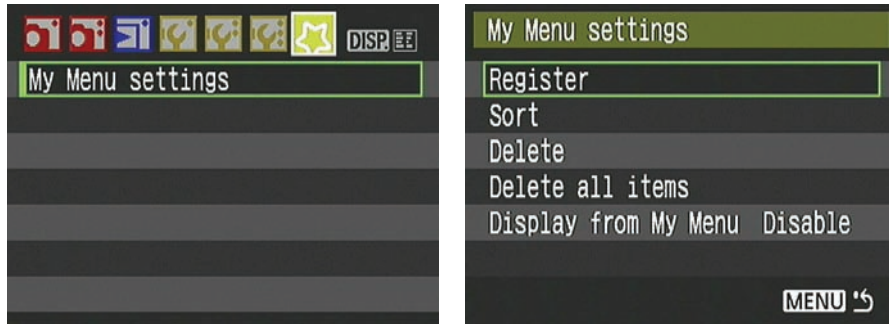 DISP.
My Menu settings
My Menu settings
Register
Sort
Delete
Delete all items
Display from My Menu Disable
MENU